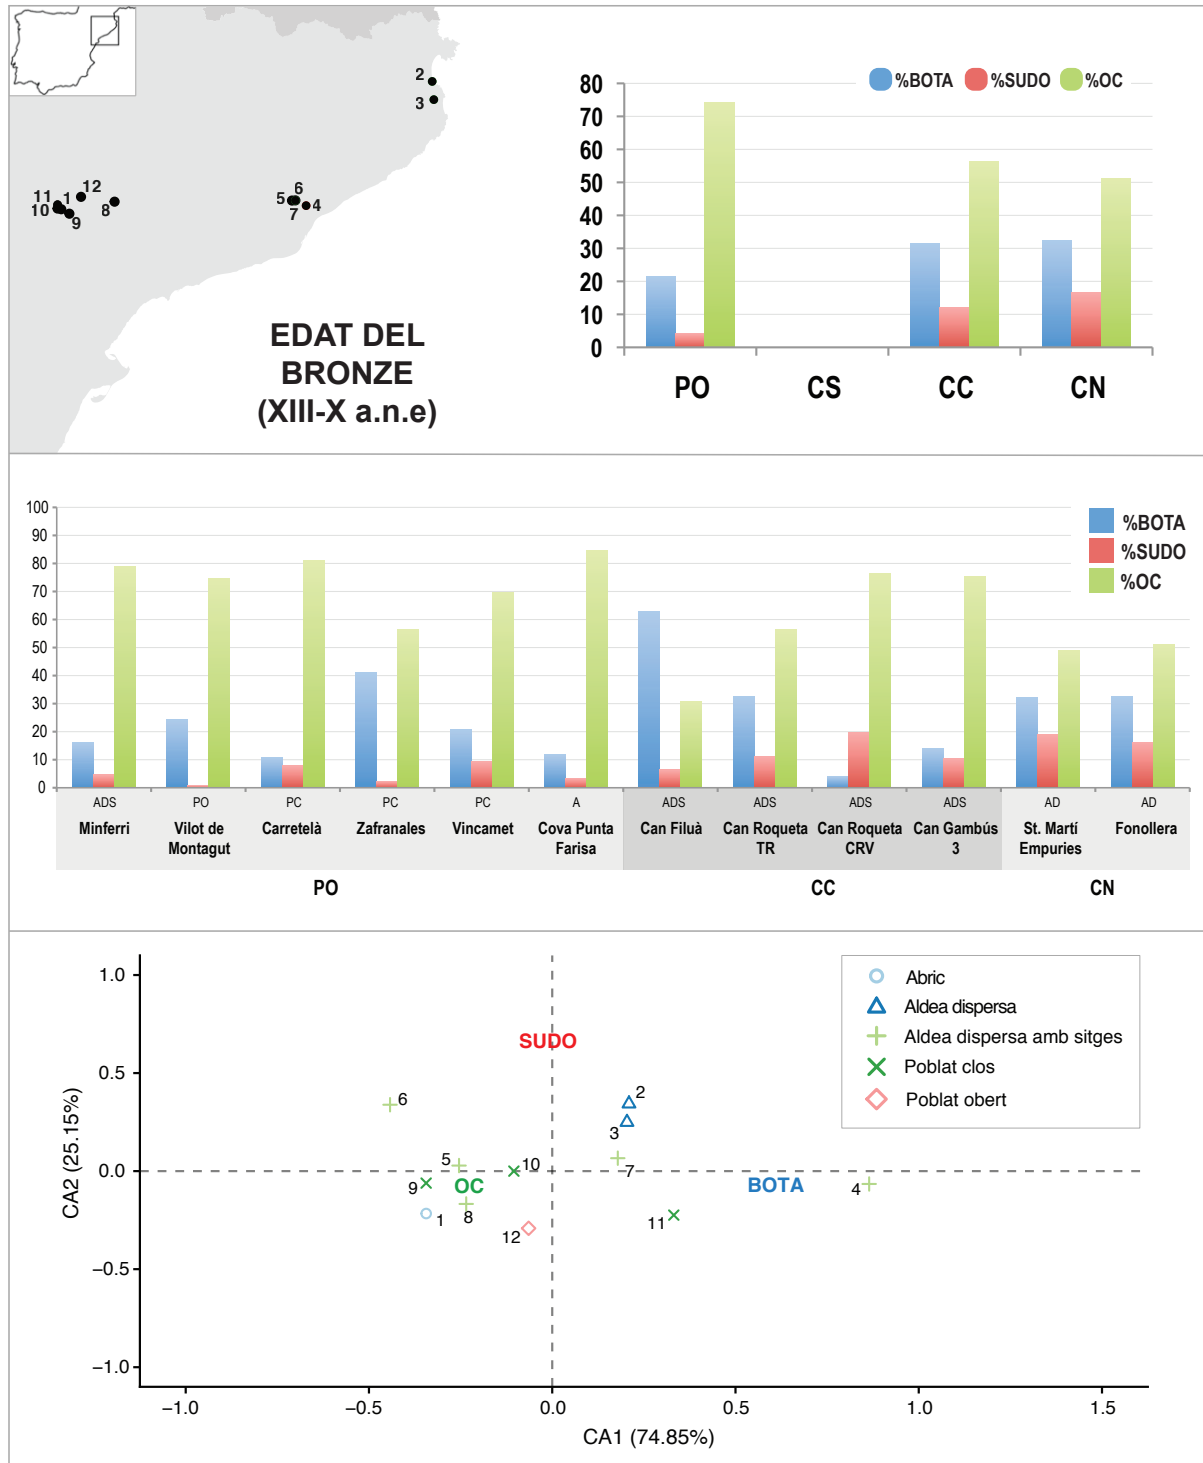 2
3
11
1
12
10
9
8
5
6
7
4
EDAT DEL
BRONZE
(XIII-X a.n.e)
%BOTA %SUDO %OC
80
70
60
50
40
30
20
10
0
PO CS CC CN
100
90
80
70
60
50
40
30
20
10
0
%BOTA
%SUDO
%OC
ADS PO PC PC PC A ADS ADS ADS ADS AD AD
Minferri Vilot de Carretelà Zafranales Vincamet Cova Punta Can Filuà Can Roqueta Can Roqueta Can Gambús St. Martí Fonollera
Montagut Farisa TR CRV 3 Empuries
PO CC CN
Abric
Aldea dispersa
Aldea dispersa amb sitges
Poblat clos
Poblat obert
1.0
0.5
0.0
−0.5
−1.0
CA2 (25.15%)
SUDO
6
2
3
5
10
7
9
OC
BOTA
4
1
8
12
11
−1.0 −0.5 0.0 0.5 1.0 1.5
CA1 (74.85%)